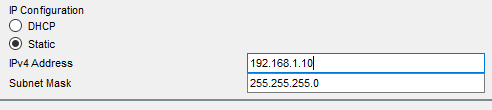 IP Configuration
DHCP
Static
IPv4 Address 192.168.1.10
Subnet Mask 255.255.255.0